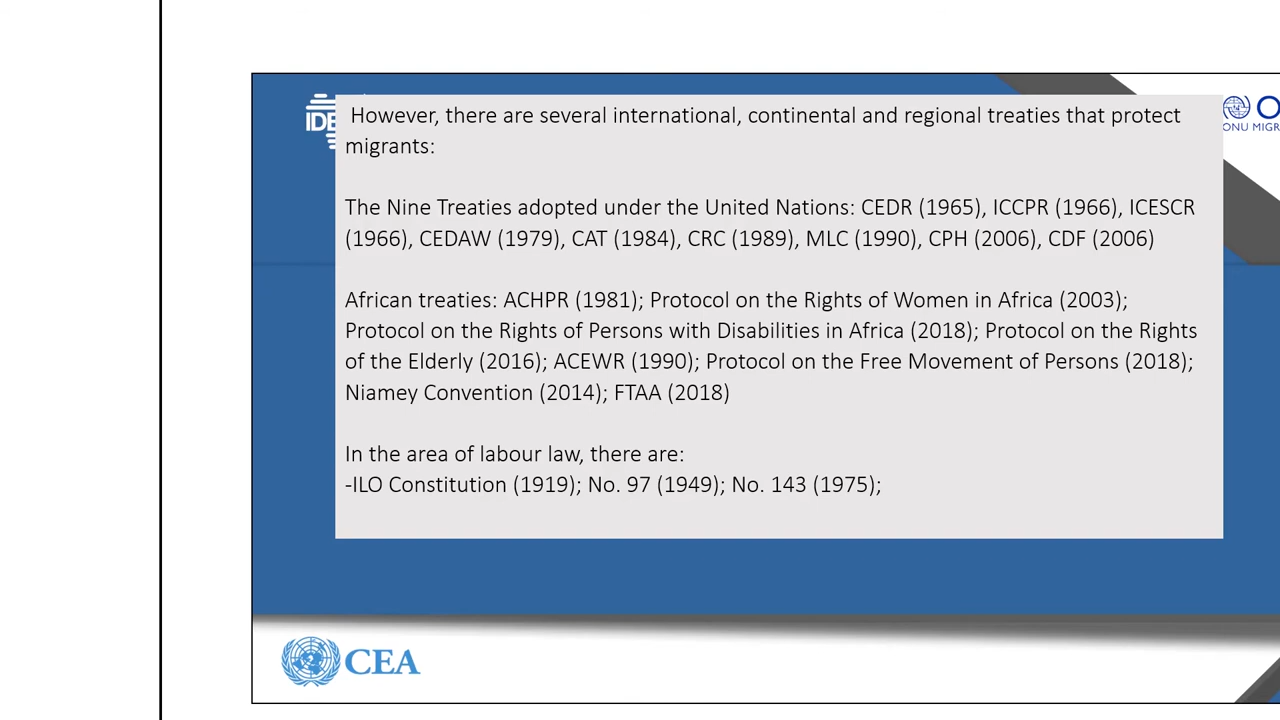 However, there are several international, continental and regional treaties that protect
migrants:
The Nine Treaties adopted under the United Nations: CEDR (1965), ICCPR (1966), ICESCR
(1966), CEDAW (1979), CAT (1984), CRC (1989), MLC (1990), CPH (2006), CDF (2006)
African treaties: ACHPR (1981); Protocol on the Rights of Women in Africa (2003);
Protocol on the Rights of Persons with Disabilities in Africa (2018); Protocol on the Rights
of the Elderly (2016); ACEWR (1990); Protocol on the Free Movement of Persons (2018);
Niamey Convention (2014); FTAA (2018)
In the area of labour law, there are:
-ILO Constitution (1919); No. 97 (1949); No. 143 (1975);
CEA